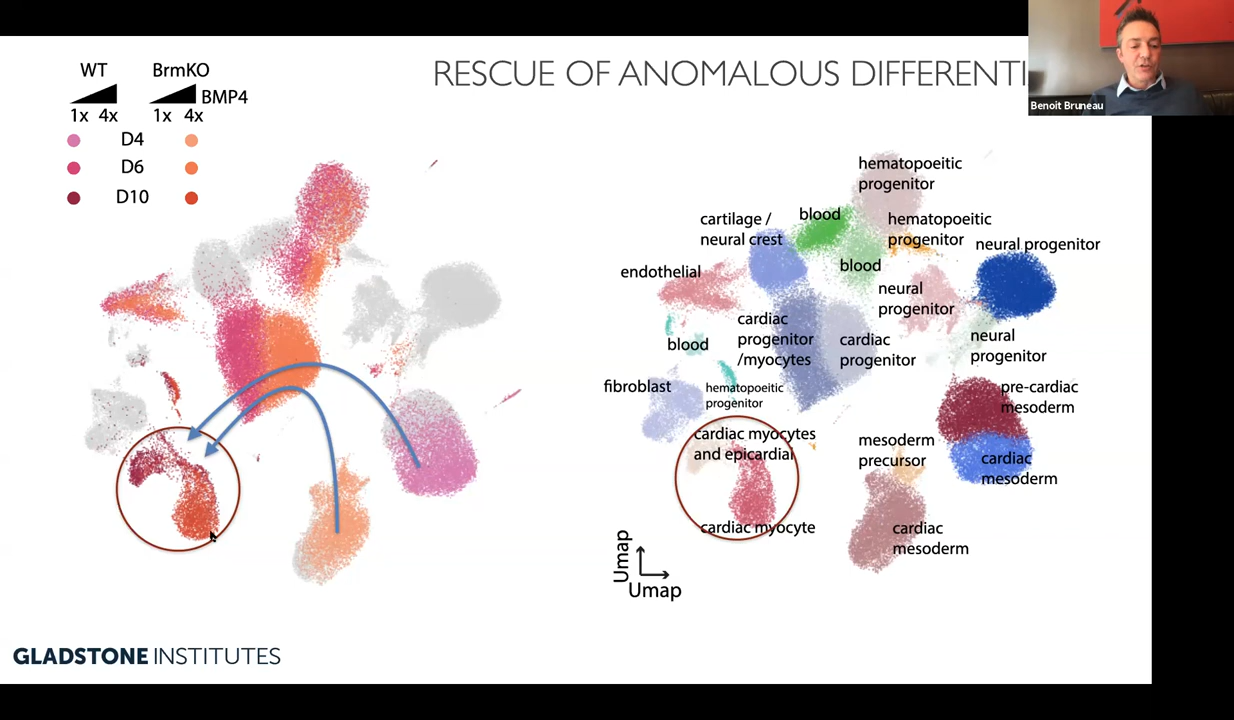 RESCUE OF ANOMALOUS DIFFERENTI
Benoit Bruneau
WT BrmKO
BMP4
1x 4x 1x 4x
D4
D6
D10
hematopoeitic
progenitor
cartilage /
neural crest
blood
hematopoeitic
progenitor
neural progenitor
endothelial
blood
neural
progenitor
cardiac
progenitor
/myocytes
cardiac
progenitor
neural
progenitor
blood
fibroblast
hematopoeitic
progenitor
pre-cardiac
mesoderm
cardiac myocytes
and epicardial
mesoderm
precursor
cardiac
mesoderm
cardiac myocyte
cardiac
mesoderm
Umap
Umap
GLADSTONE INSTITUTES